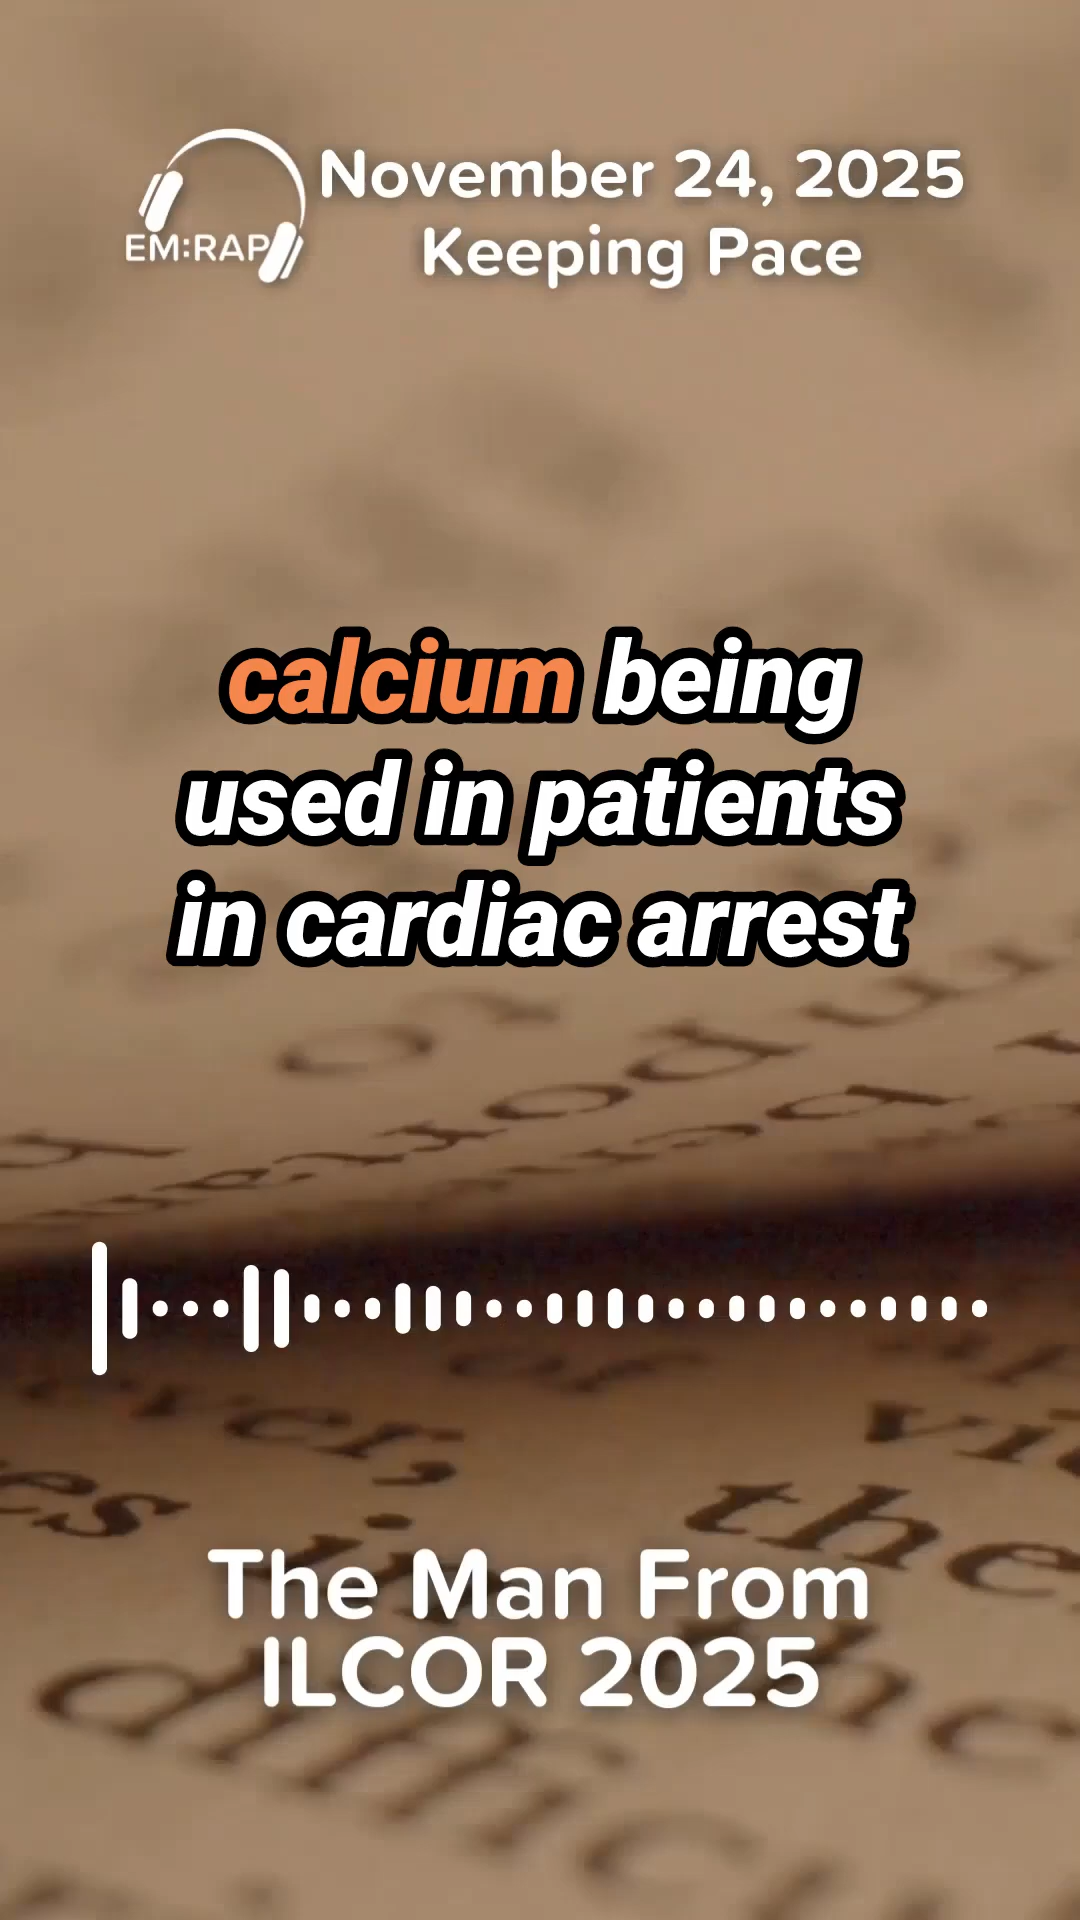 November 24, 2025
EM:RAP
Keeping Pace
calcium being
used in patients
in cardiac arrest
the
The Man From
ILCOR 2025